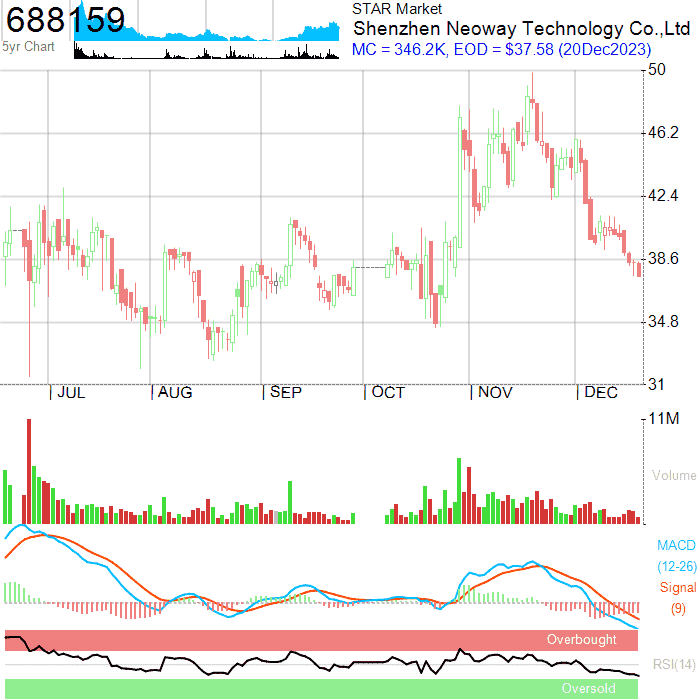 688159
5yr Chart
STAR Market
Shenzhen Neoway Technology Co.,Ltd
MC = 346.2K, EOD = $37.58 (20Dec2023)
50
46.2
42.4
38.6
34.8
31
JUL AUG SEP OCT NOV DEC
11M
Volume
MACD
(12-26)
Signal
(9)
Overbought
RSI(14)
Oversold